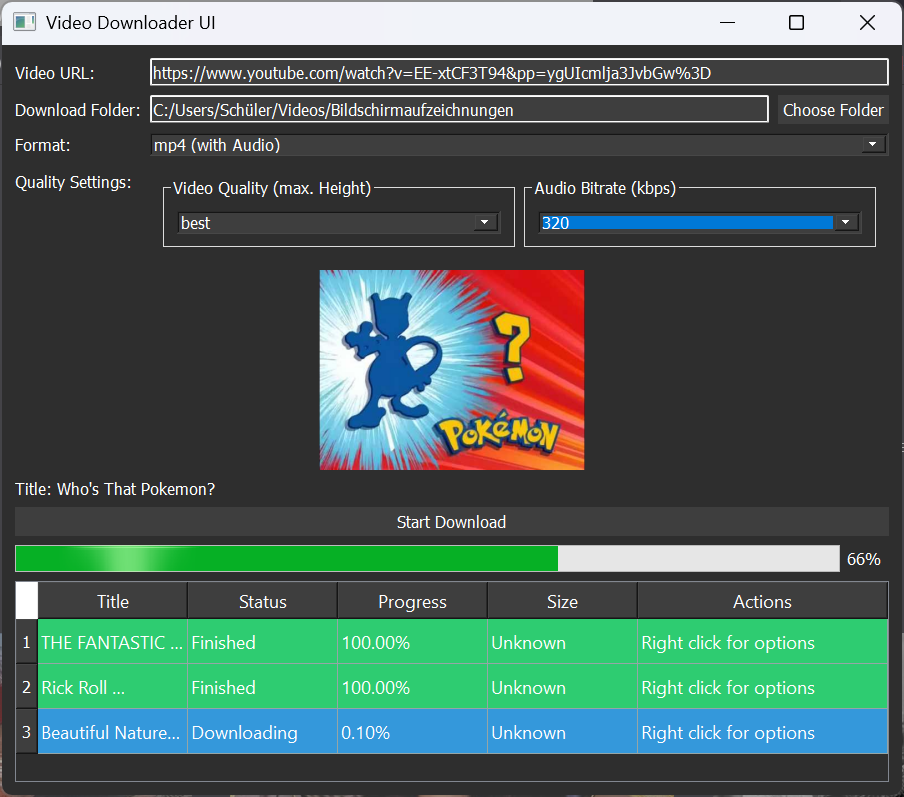 Video Downloader UI
Video URL: https://www.youtube.com/watch?v=EE-xtCF3T94&pp=ygUIcmlja3JvbGw%3D
Download Folder: C:/Users/Schüler/Videos/Bildschirmaufzeichnungen Choose Folder
Format: mp4 (with Audio)
Quality Settings: Video Quality (max. Height) Audio Bitrate (kbps)
best 320
?
POKéMON
Title: Who's That Pokemon?
Start Download
66%
Title Status Progress Size Actions
1 THE FANTASTIC ... Finished 100.00% Unknown Right click for options
2 Rick Roll ... Finished 100.00% Unknown Right click for options
3 Beautiful Nature... Downloading 0.10% Unknown Right click for options